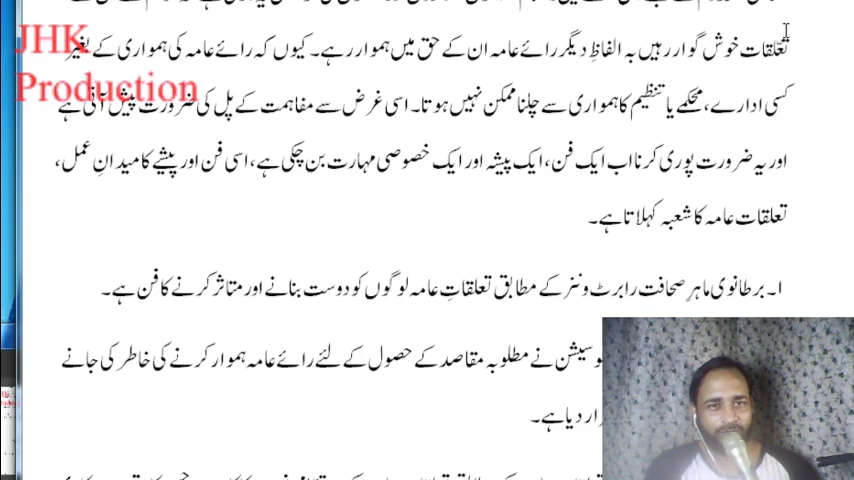 JHK
Production
تعلقات خوش گوار رہیں بہ الفاظِ دیگر رائے عامہ ان کے حق میں ہموار رہے۔ کیوں کہ رائے عامہ کی ہمواری کے بغیر
کسی ادارے، محکمے یا تنظیم کا ہمواری سے چلنا ممکن نہیں ہوتا۔ اسی غرض سے مفاہمت کے پل کی ضرورت پیش آتی ہے
اور یہ ضرورت پوری کرنا اب ایک فن، ایک پیشہ اور ایک خصوصی مہارت بن چکی ہے، اسی فن اور پیشے کا میدانِ عمل،
تعلقات عامہ کا شعبہ کہلاتا ہے۔
۱۔ برطانوی ماہرِ صحافت رابرٹ ونٹر کے مطابق تعلقاتِ عامہ لوگوں کو دوست بنانے اور متاثر کرنے کا فن ہے۔
نے مطلوبہ مقاصد کے حصول کے لئے رائے عامہ ہموار کرنے کی خاطر کی جانے
دیا ہے۔